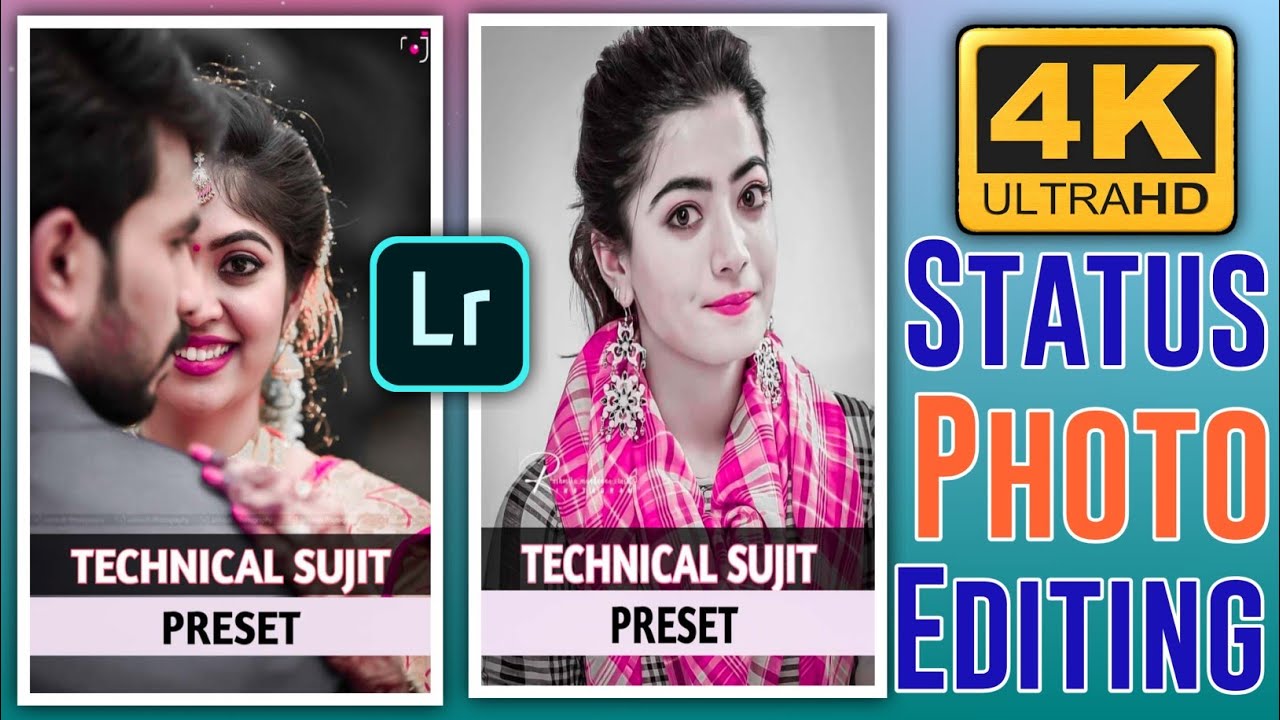 TECHNICAL SUJIT
PRESET
Lr
TECHNICAL SUJIT
PRESET
4K
ULTRAHD
STATUS
PHOTO
EDITING